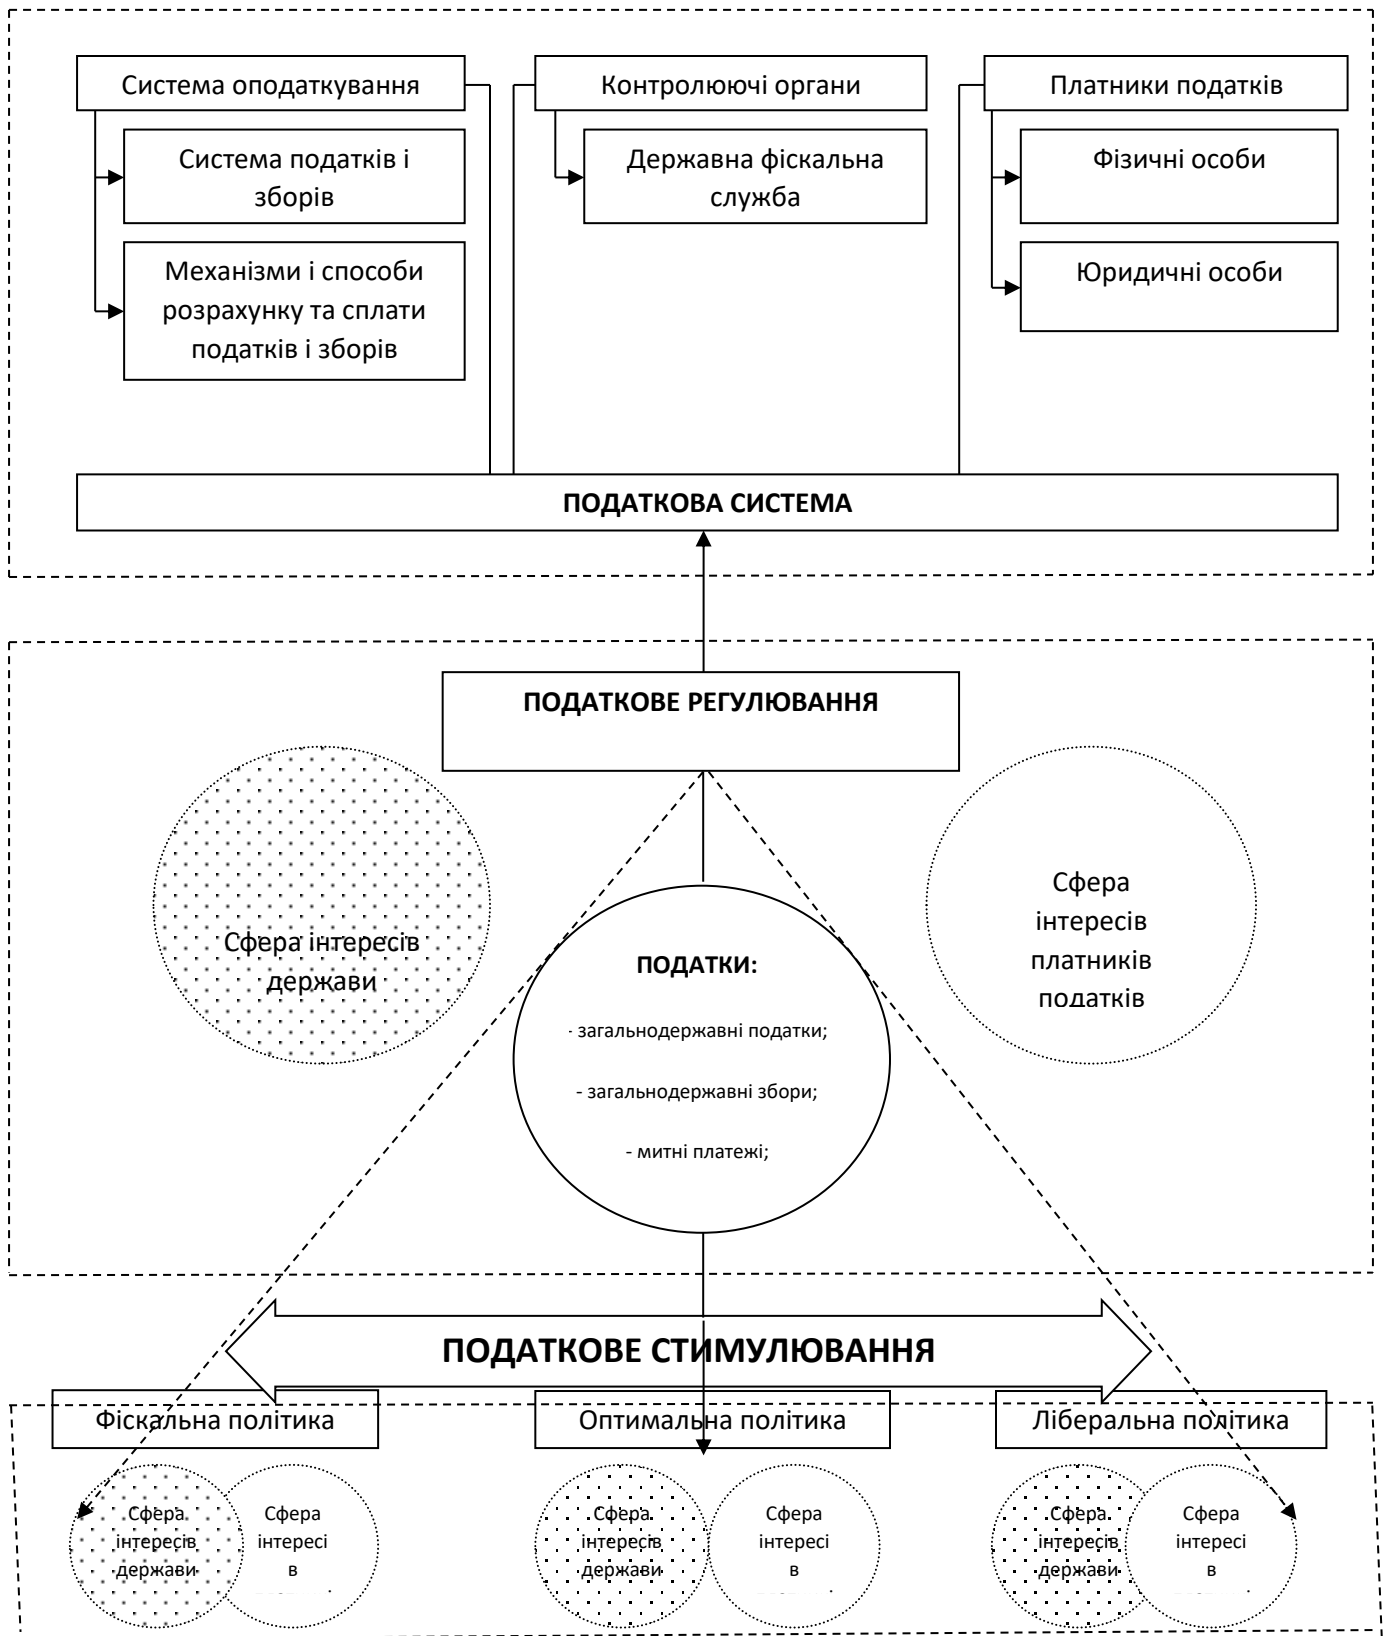 Система оподаткування
Система податків і
зборів
Механізми і способи
розрахунку та сплати
податків і зборів
Контролюючі органи
Державна фіскальна
служба
Платники податків
Фізичні особи
Юридичні особи
ПОДАТКОВА СИСТЕМА
ПОДАТКОВЕ РЕГУЛЮВАННЯ
Сфера інтересів
держави
Сфера
інтересів
платників
податків
ПОДАТКИ:
- загальнодержавні податки;
- загальнодержавні збори;
- митні платежі;
ПОДАТКОВЕ СТИМУЛЮВАННЯ
Фіскальна політика
Сфера
інтересів
держави
Сфера
інтересі
в
Оптимальна політика
Сфера
інтересів
держави
Сфера
інтересі
в
Ліберальна політика
Сфера
інтересів
держави
Сфера
інтересі
в